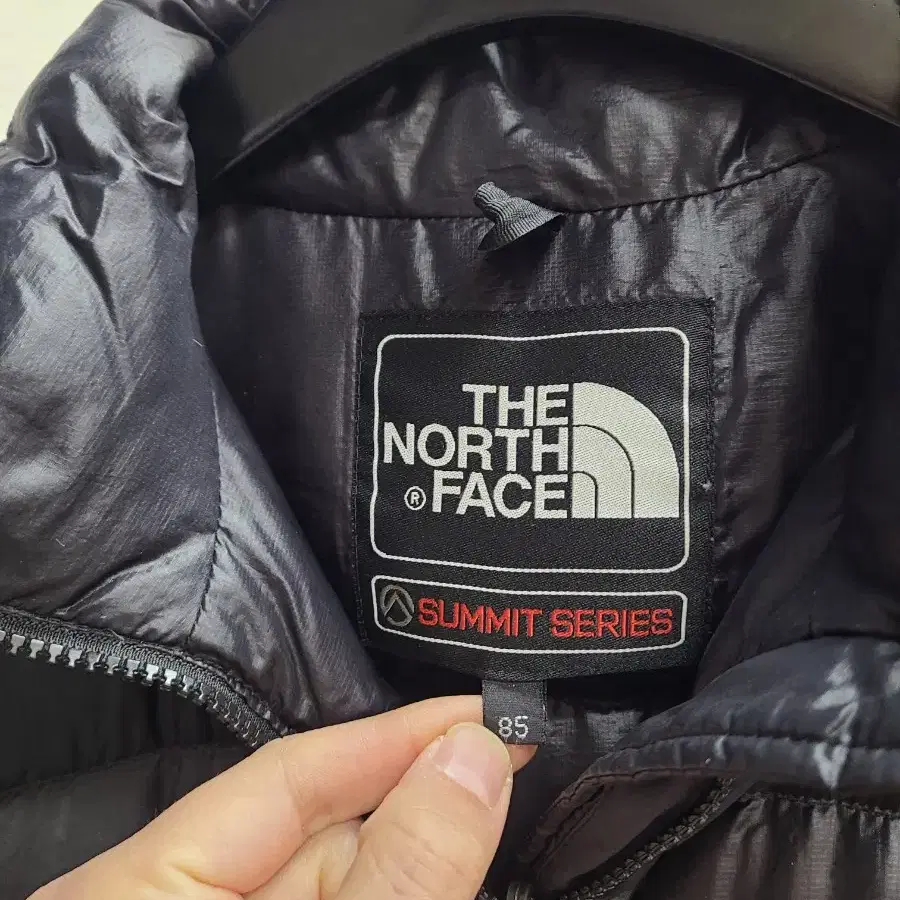 THE
NORTH
® FACE
SUMMIT SERIES
85